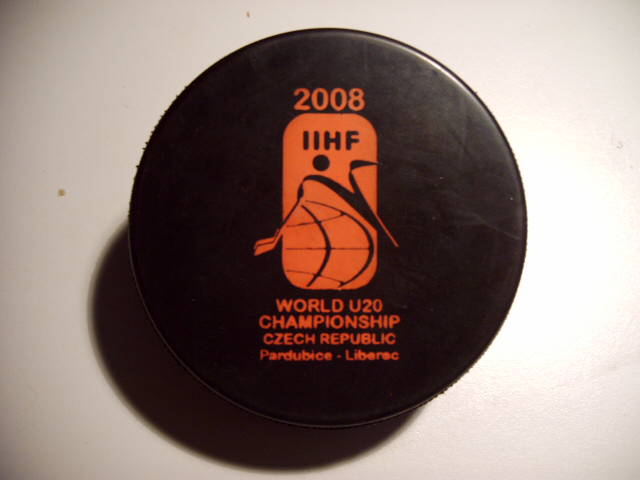 2008
IIHF
WORLD U20
CHAMPIONSHIP
CZECH REPUBLIC
Pardubice - Liberec